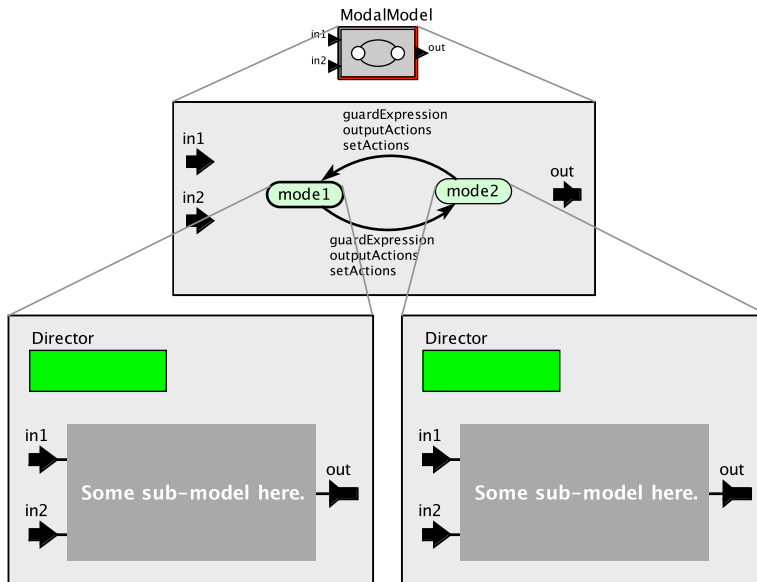 ModalModel
in1
out
in2
guardExpression
outputActions
setActions
in1
out
in2
mode1
mode2
guardExpression
outputActions
setActions
Director
Director
in1
in1
out
out
Some sub-model here.
Some sub-model here.
in2
in2